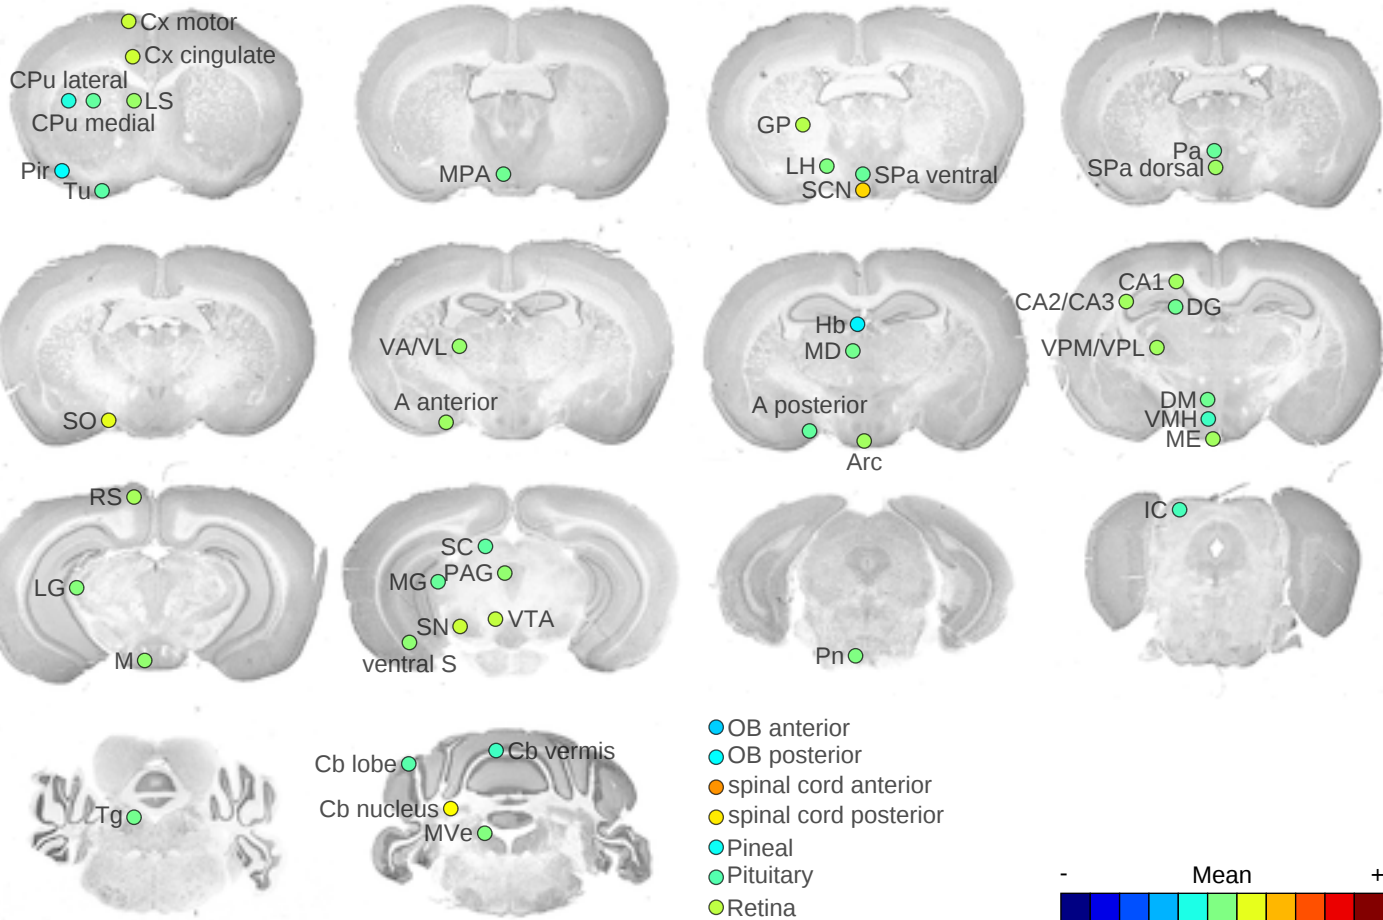 Cx motor
Cx cingulate
CPu lateral
LS
CPu medial
Pir
Tu
MPA
GP
LH
SPa ventral
SCN
Pa
SPa dorsal
SO
VA/VL
A anterior
Hb
MD
A posterior
Arc
CA1
CA2/CA3
DG
VPM/VPL
DM
VMH
ME
RS
LG
M
SC
MG
PAG
SN
VTA
ventral S
Pn
IC
Tg
Cb lobe
Cb vermis
Cb nucleus
MVe
OB anterior
OB posterior
spinal cord anterior
spinal cord posterior
Pineal
Pituitary
Retina
- Mean +